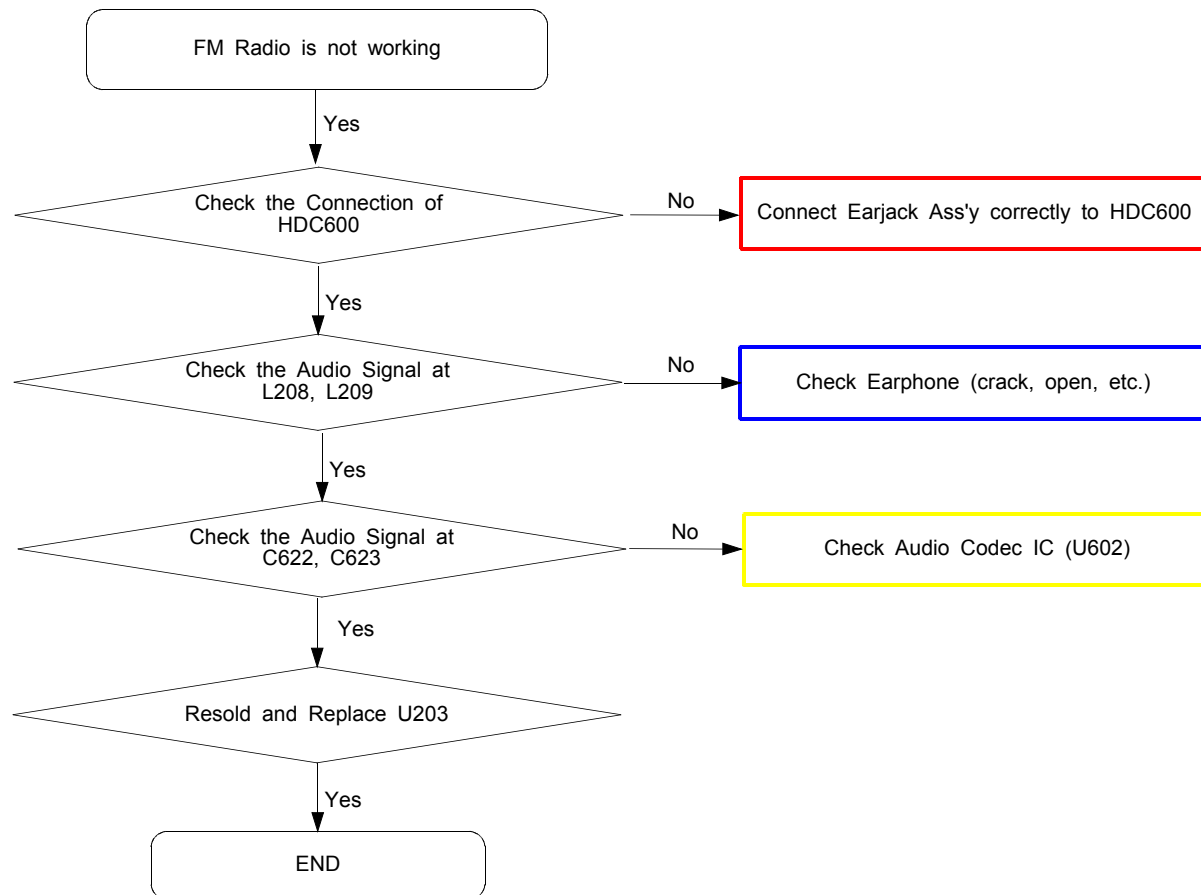 FM Radio is not working
Yes
Check the Connection of
HDC600
No
Connect Earjack Ass'y correctly to HDC600
Yes
Check the Audio Signal at
L208, L209
No
Check Earphone (crack, open, etc.)
Yes
Check the Audio Signal at
C622, C623
No
Check Audio Codec IC (U602)
Yes
Resold and Replace U203
Yes
END